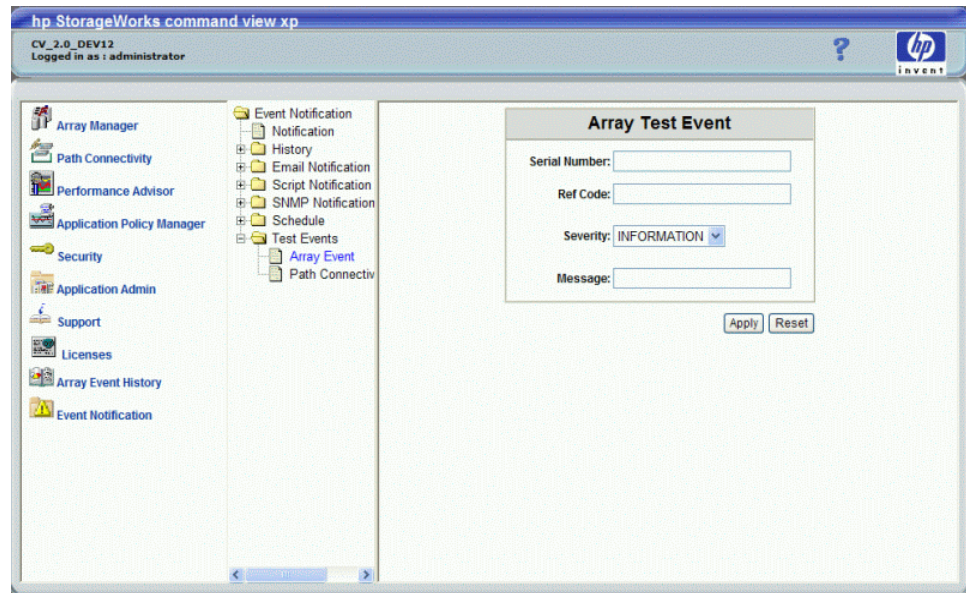 hp StorageWorks command view xp
CV_2.0_DEV12
Logged in as : administrator
?
hp
invent
Array Manager
Path Connectivity
Performance Advisor
Application Policy Manager
Security
Application Admin
Support
Licenses
Array Event History
Event Notification
Event Notification
Notification
History
Email Notification
Script Notification
SNMP Notification
Schedule
Test Events
Array Event
Path Connectiv
Array Test Event
Serial Number:
Ref Code:
Severity: INFORMATION
Message:
Apply Reset